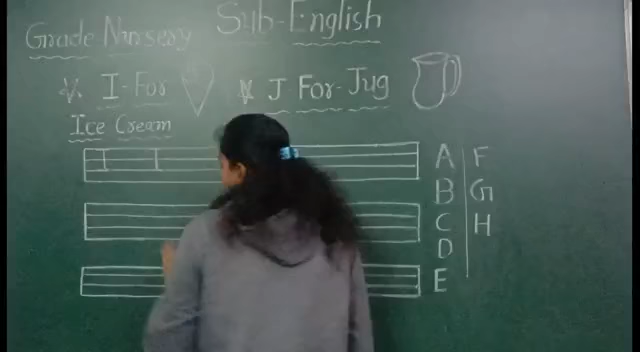 Grade Nursery Sub-English
I-For J For-Jug
Ice Cream
I I
A F
B G
C H
D
E